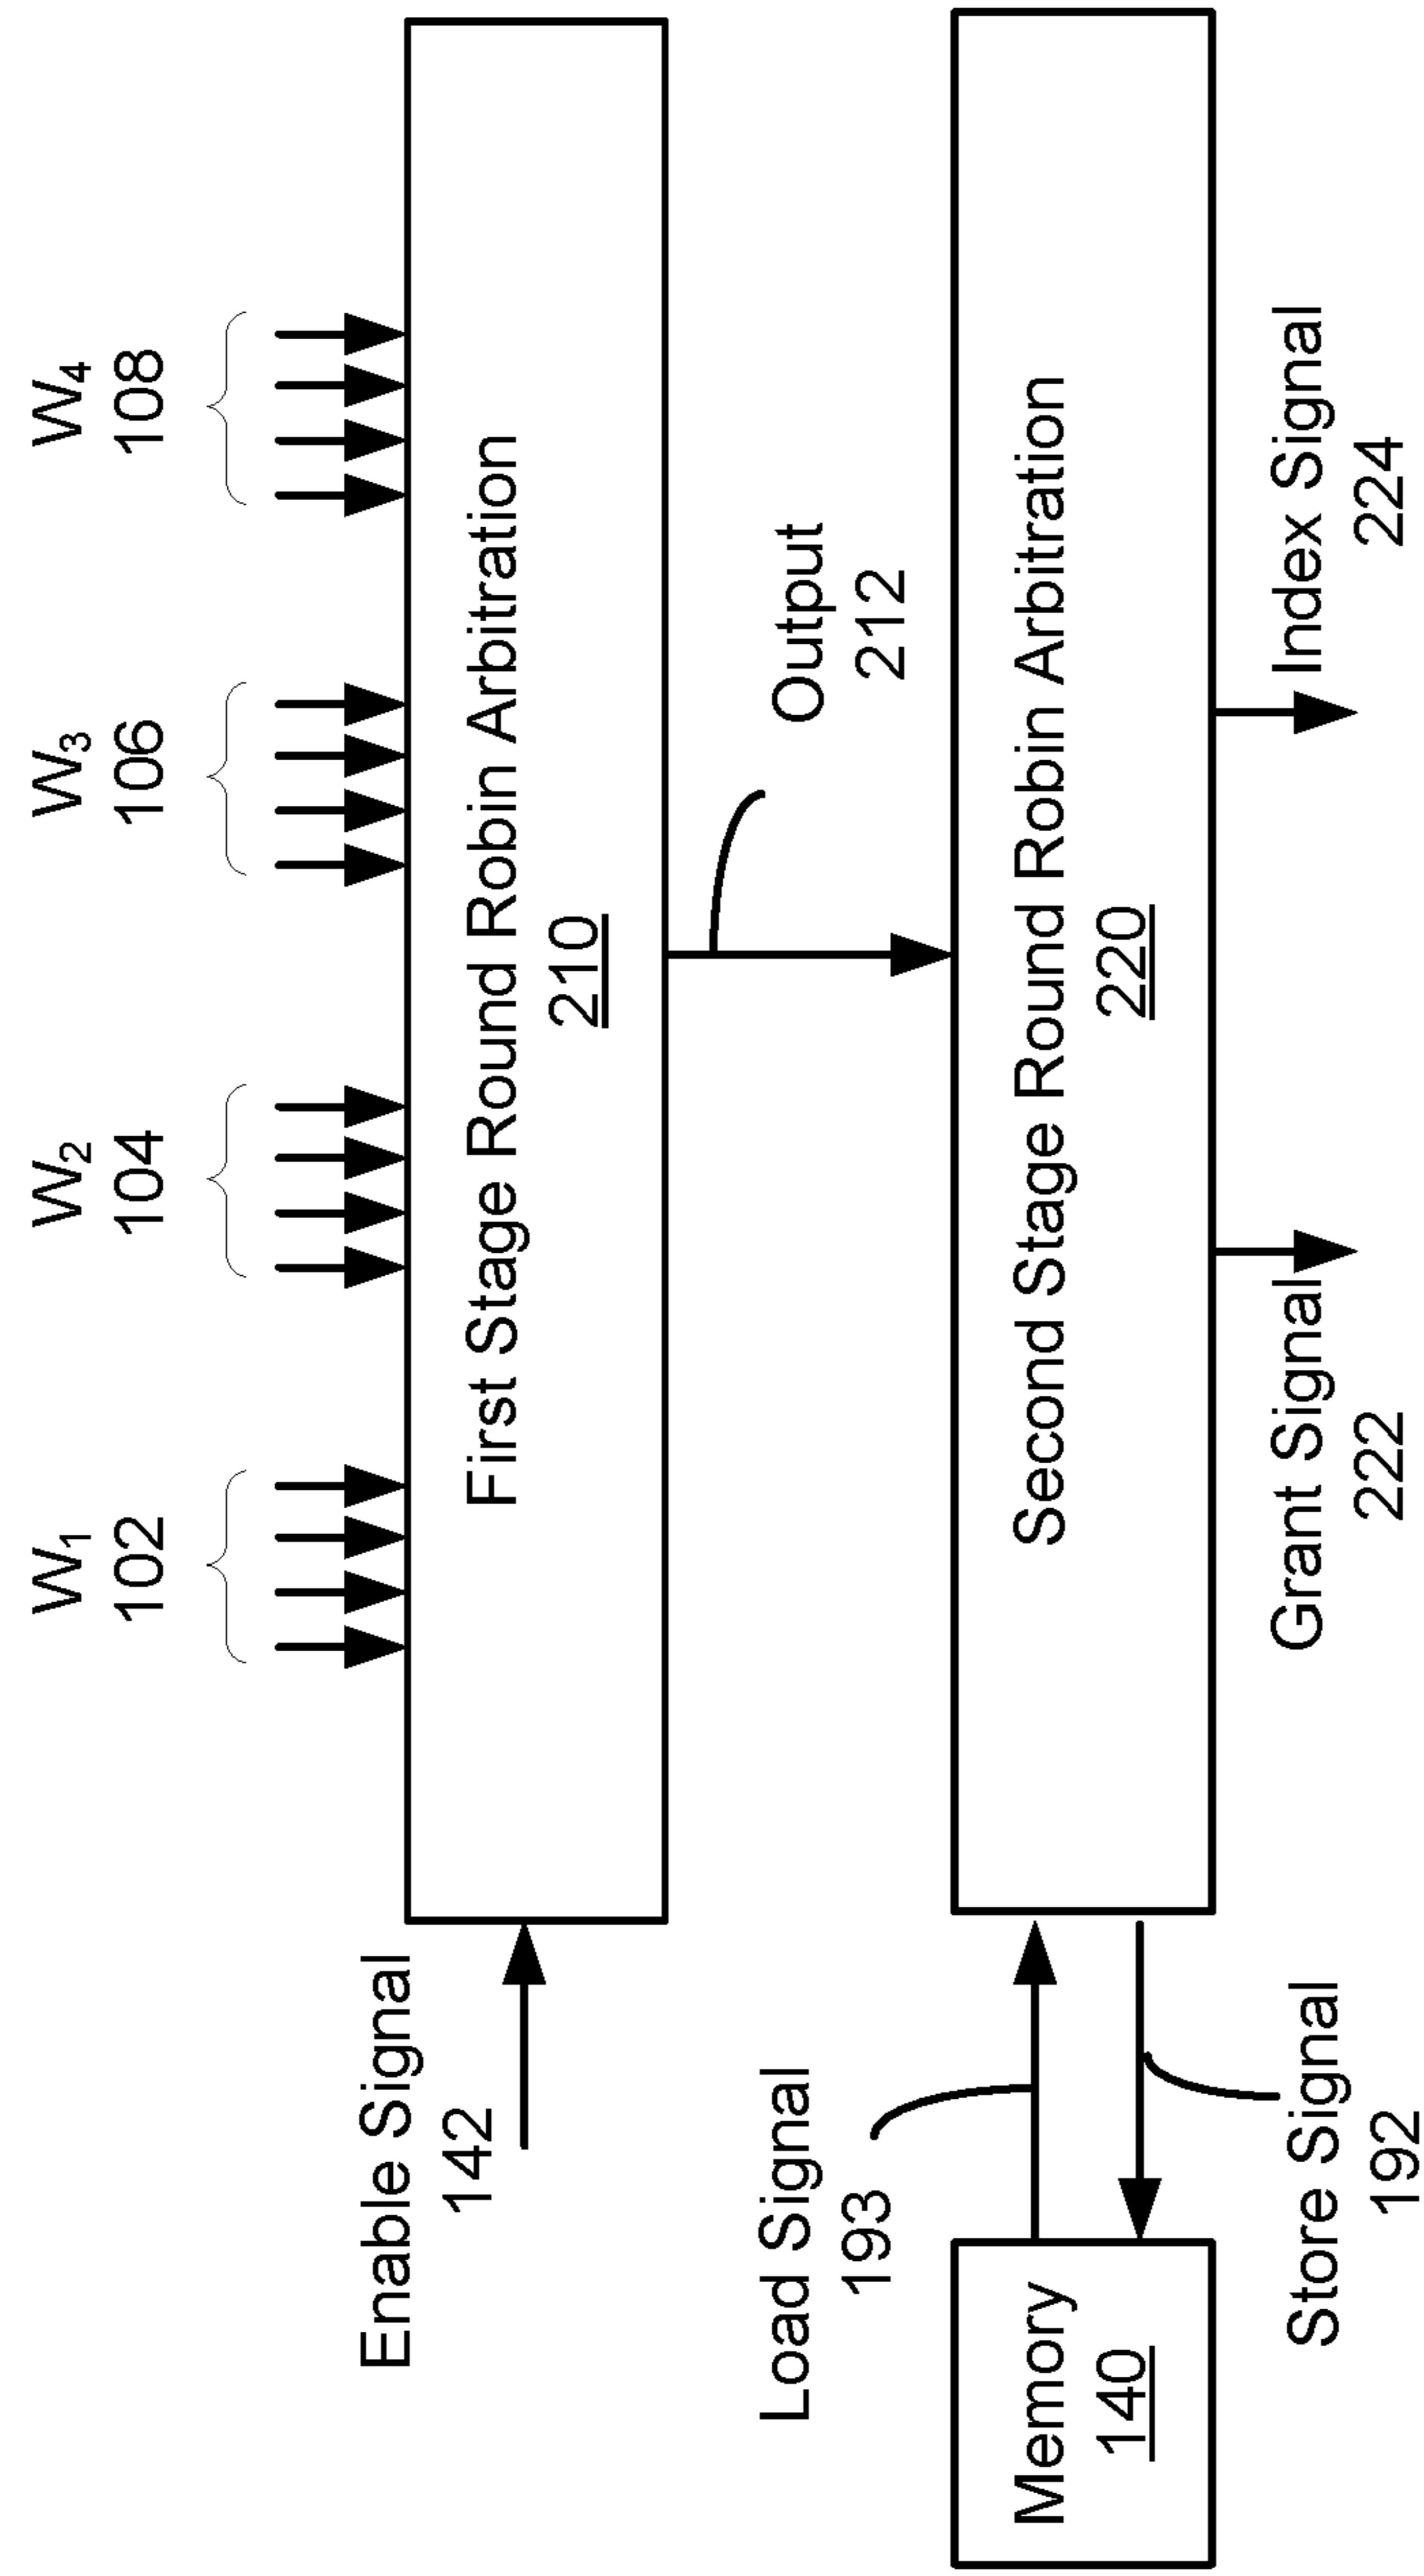 W1
102
W2
104
W3
106
W4
108
Enable Signal
142
First Stage Round Robin Arbitration
210
Output
212
Load Signal
193
Memory
140
Second Stage Round Robin Arbitration
220
Store Signal
192
Grant Signal
222
Index Signal
224